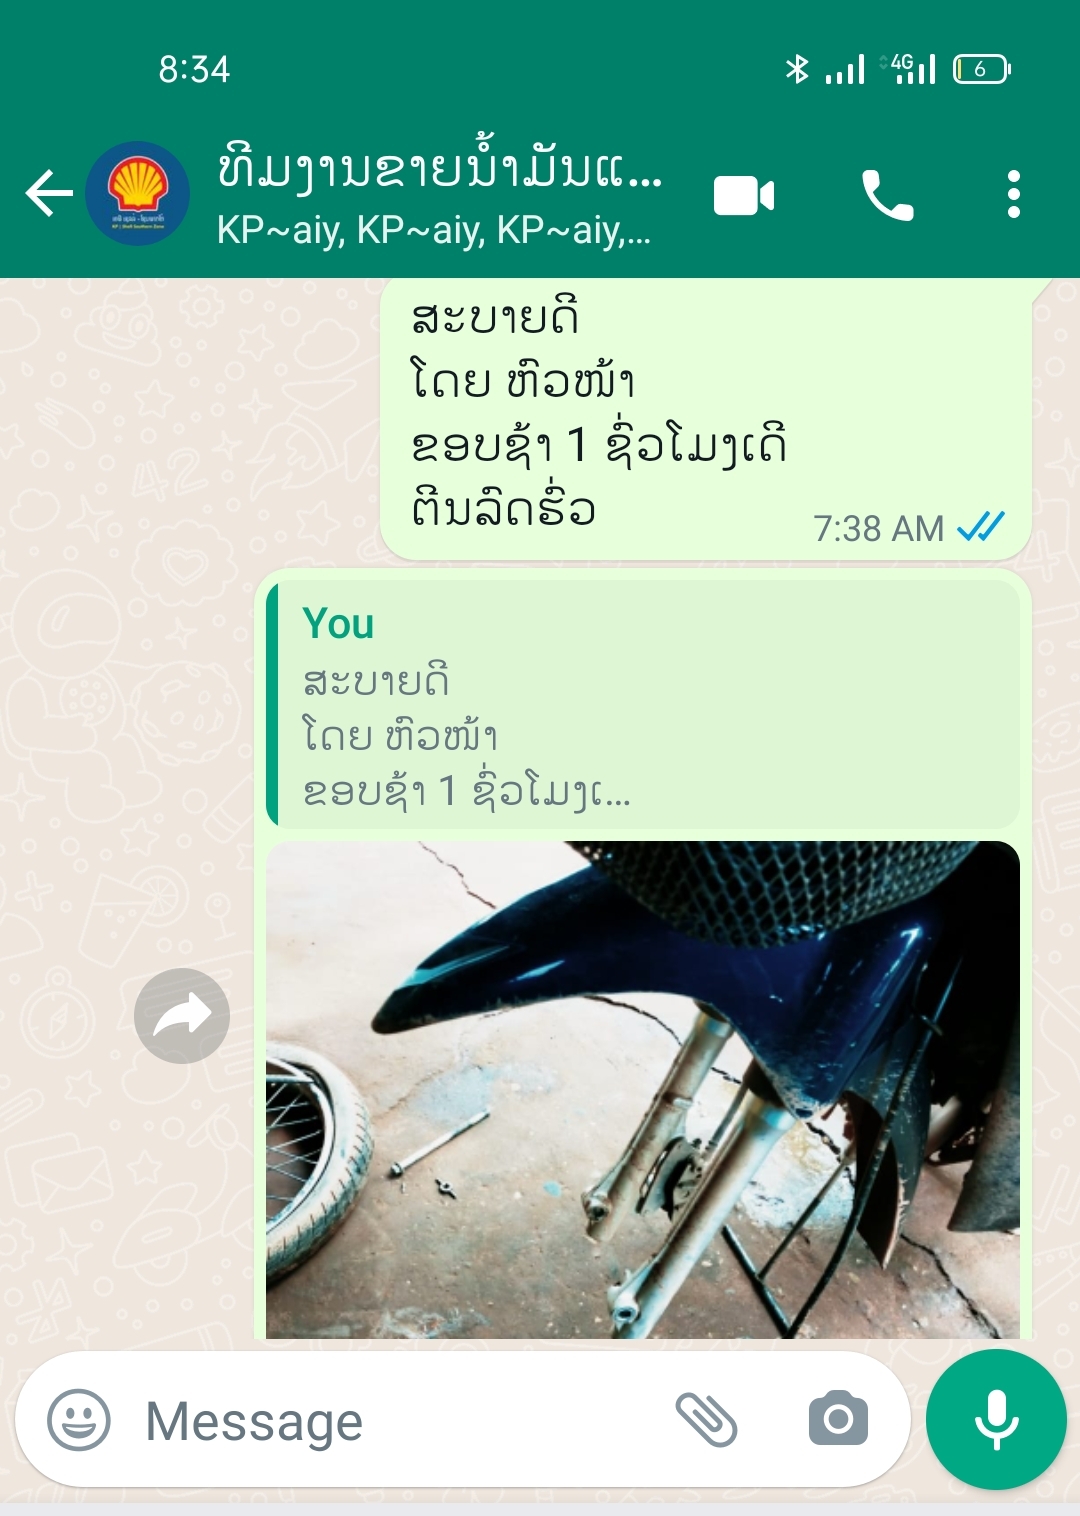 8:34
4G
6
ທີມງານຂາຍນ້ຳມັນແ...
KP~aiy, KP~aiy, KP~aiy,...
ສະບາຍດີ
ໂດຍ ຫົວໜ້າ
ຂອບຊ້າ 1 ຊົ່ວໂມງເດີ
ຕີນລົດຮົ່ວ
7:38 AM
You
ສະບາຍດີ
ໂດຍ ຫົວໜ້າ
ຂອບຊ້າ 1 ຊົ່ວໂມງເ...
Message